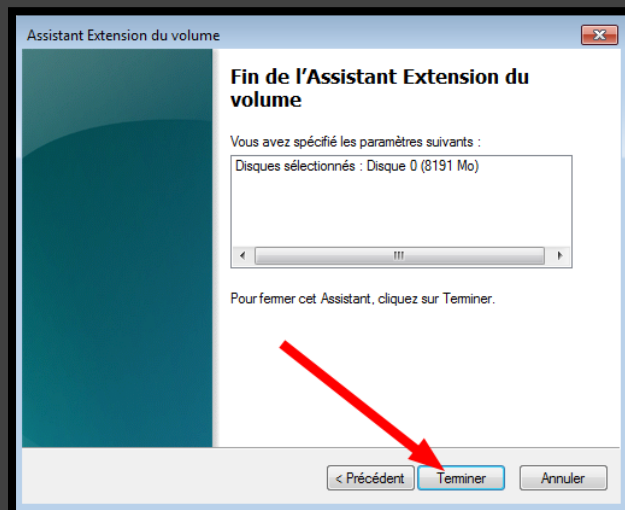 Assistant Extension du volume
Fin de l'Assistant Extension du
volume
Vous avez spécifié les paramètres suivants :
Disques sélectionnés : Disque 0 (8191 Mo)
Pour fermer cet Assistant, cliquez sur Terminer.
< Précédent Terminer Annuler